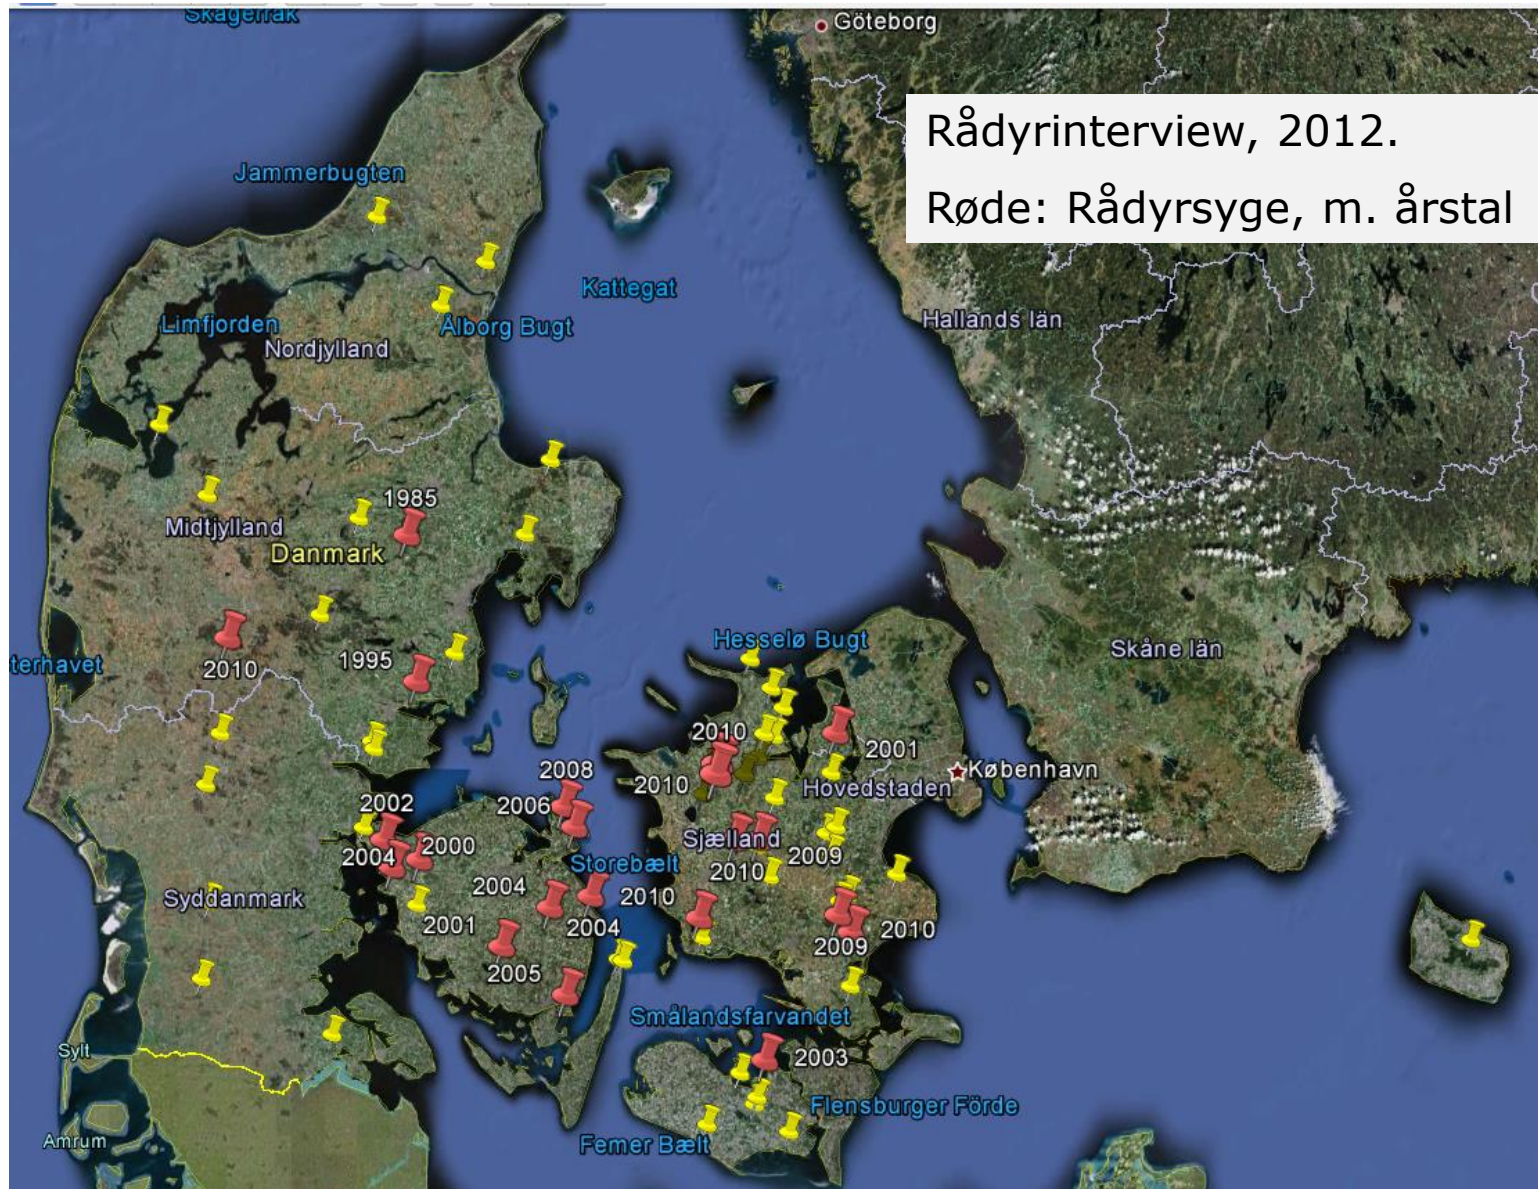 Skagerrak
Göteborg
Rådyrinterview, 2012.
Røde: Rådyrsyge, m. årstal
Jammerbugten
Kattegat
Limfjorden
Ålborg Bugt
Hallands län
Nordjylland
1985
Midtjylland
Danmark
Hesselø Bugt
Skåne län
terhavet
1995
2010
2010
2001
2008
København
2010
Hovedstaden
2002
2006
Sjælland
2004
2000
Storebælt
2009
2010
2004
2010
Syddanmark
2001
2004
2010
2009
2005
Smålandsfarvandet
Sylt
2003
Flensburger Förde
Amrum
Femer Bælt